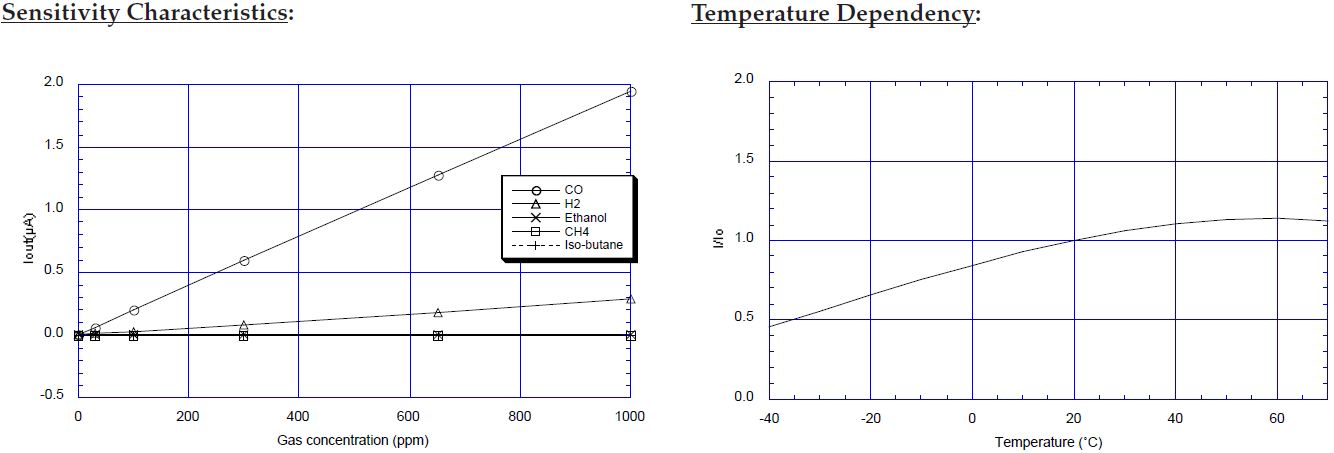 Sensitivity Characteristics:
2.0
1.5
1.0
0.5
0.0
-0.5
Iout(μA)
0 200 400 600 800 1000
Gas concentration (ppm)
CO
H2
Ethanol
CH4
Iso-butane
Temperature Dependency:
2.0
1.5
1.0
0.5
0.0
I/Io
-40 -20 0 20 40 60
Temperature (˚C)